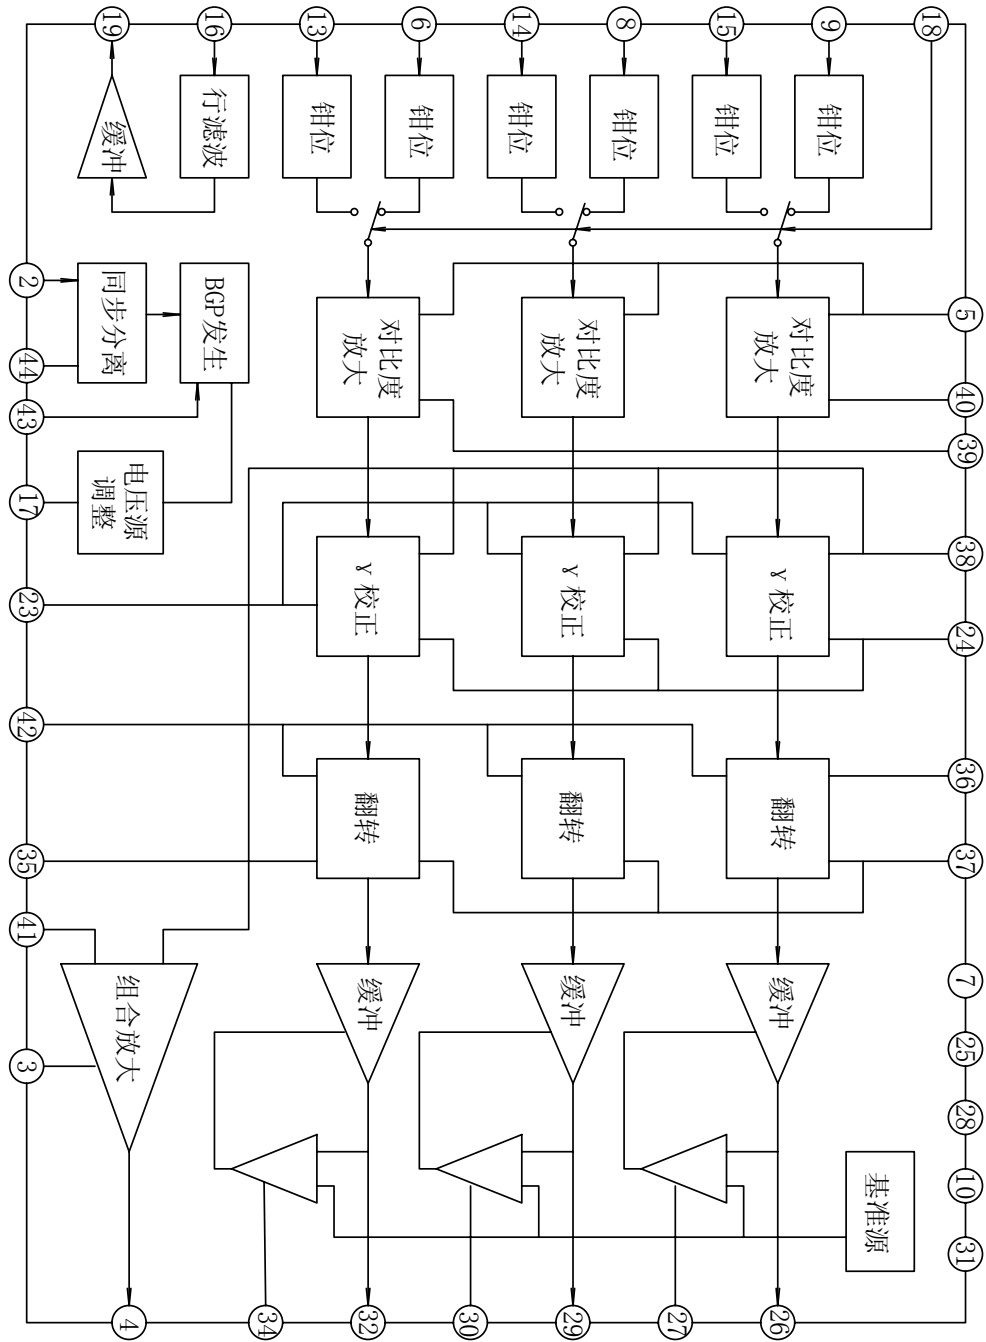 18
5
40
39
38
24
36
37
7
25
28
10
31
基准源
9
钳位
15
钳位
对比度
放大
γ校正
翻转
缓冲
26
27
8
钳位
14
钳位
对比度
放大
γ校正
翻转
缓冲
29
30
6
钳位
13
钳位
对比度
放大
γ校正
翻转
缓冲
32
34
16
行滤波
BGP发生
19
缓冲
同步分离
电压源
调整
组合放大
4
2
44
43
17
23
42
35
41
3